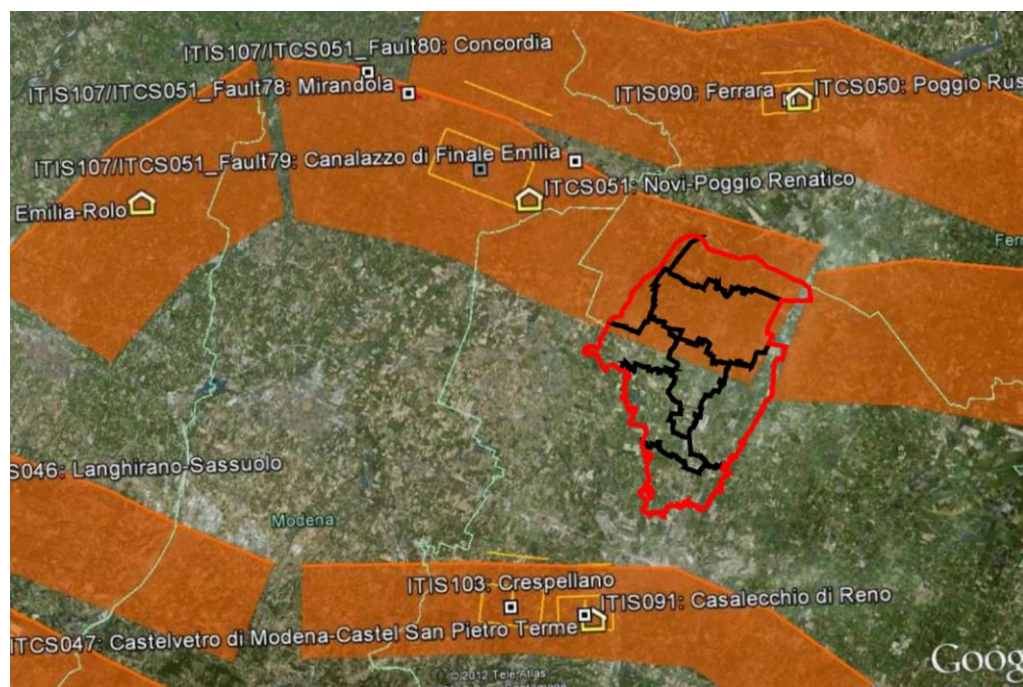 ITIS107/ITCS051_Fault80: Concordia
ITIS107/ITCS051_Fault78: Mirandola
ITIS090: Ferrara
ITCS050: Poggio Rus
ITIS107/ITCS051_Fault79: Canalazzo di Finale Emilia
ITCS051: Novi-Poggio Renatico
Emilia-Rolo
Ferr
S046: Langhirano-Sassuolo
Modena
ITIS103: Crespellano
ITIS091: Casalecchio di Reno
ITCS047: Castelvetro di Modena-Castel San Pietro Terme
© 2012 Tele Atlas
Goog